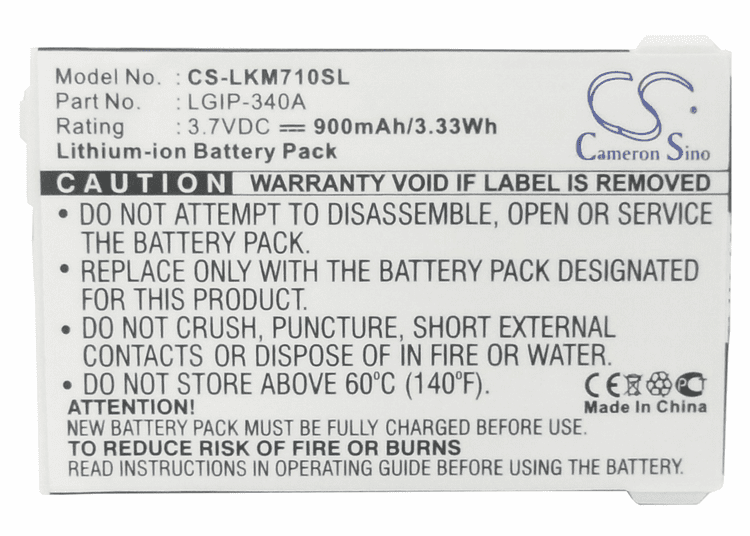 Model No. : CS-LKM710SL
Part No. : LGIP-340A
Rating : 3.7VDC ⎓ 900mAh/3.33Wh
Lithium-ion Battery Pack
CS
Cameron Sino
CAUTION WARRANTY VOID IF LABEL IS REMOVED
• DO NOT ATTEMPT TO DISASSEMBLE, OPEN OR SERVICE
THE BATTERY PACK.
• REPLACE ONLY WITH THE BATTERY PACK DESIGNATED
FOR THIS PRODUCT.
• DO NOT CRUSH, PUNCTURE, SHORT EXTERNAL
CONTACTS OR DISPOSE OF IN FIRE OR WATER.
• DO NOT STORE ABOVE 60°C (140°F).
CE PC
Made In China
ATTENTION!
NEW BATTERY PACK MUST BE FULLY CHARGED BEFORE USE.
TO REDUCE RISK OF FIRE OR BURNS
READ INSTRUCTIONS IN OPERATING GUIDE BEFORE USING THE BATTERY.